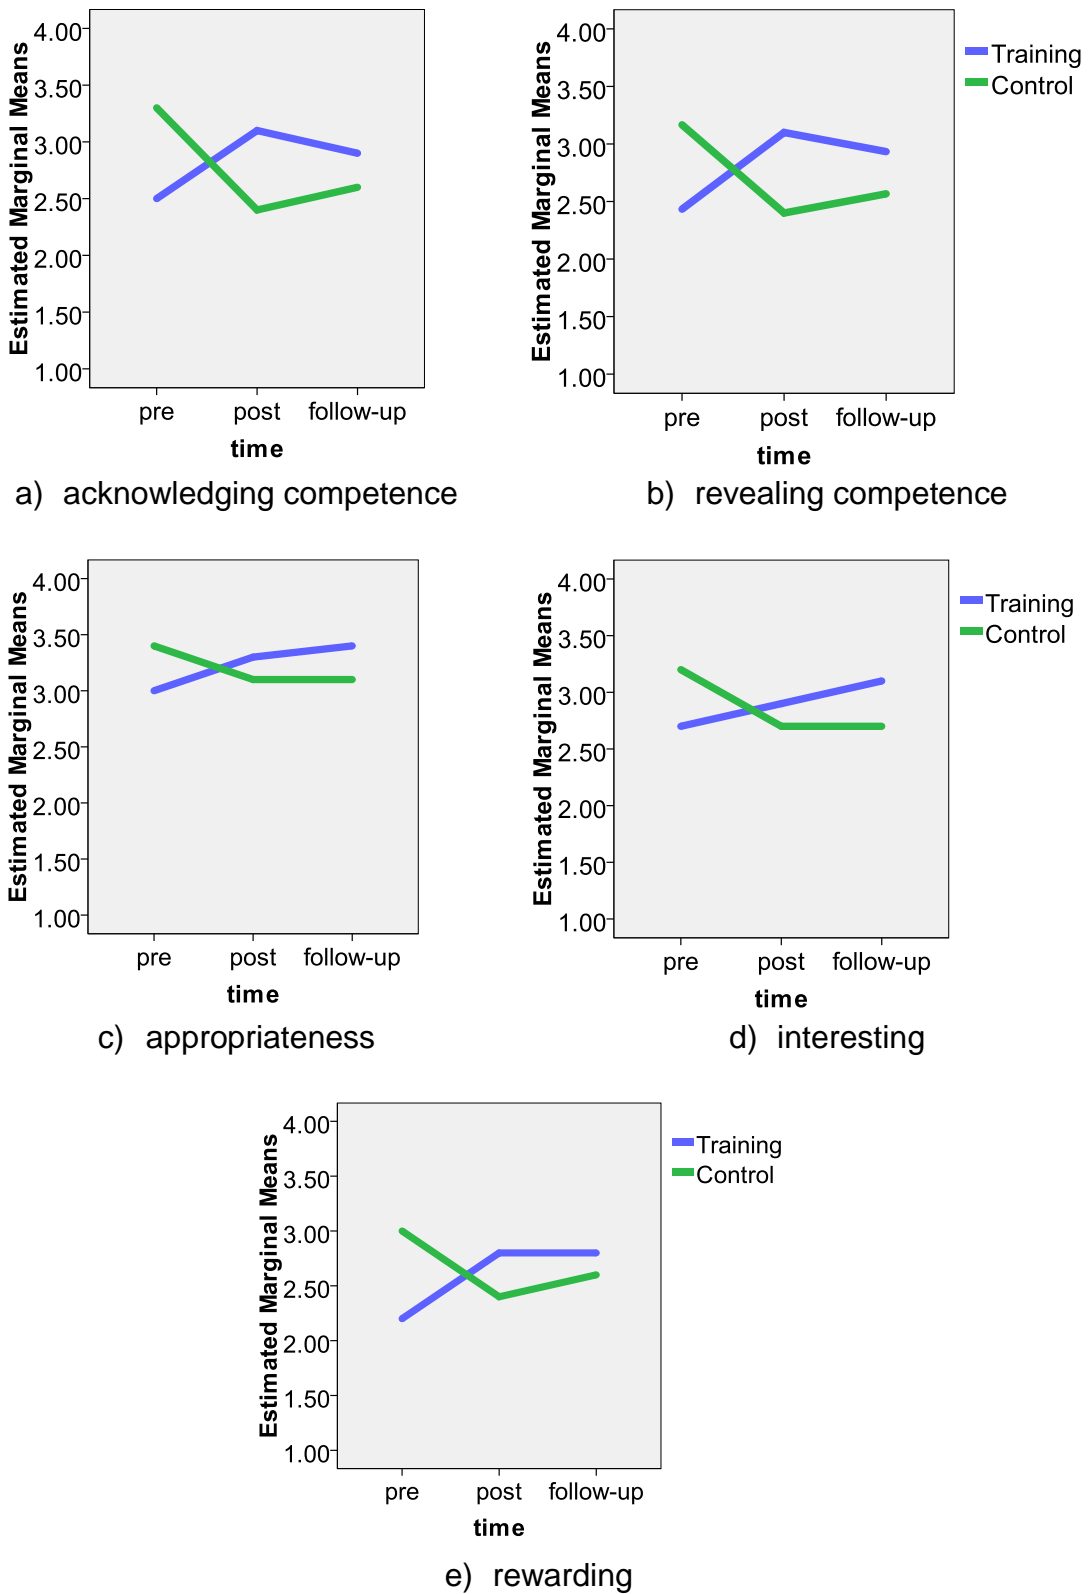 Estimated Marginal Means
4.00
3.50
3.00
2.50
2.00
1.50
1.00
pre post follow-up
time
a) acknowledging competence
Estimated Marginal Means
4.00
3.50
3.00
2.50
2.00
1.50
1.00
pre post follow-up
time
Training
Control
b) revealing competence
Estimated Marginal Means
4.00
3.50
3.00
2.50
2.00
1.50
1.00
pre post follow-up
time
c) appropriateness
Estimated Marginal Means
4.00
3.50
3.00
2.50
2.00
1.50
1.00
pre post follow-up
time
Training
Control
d) interesting
Estimated Marginal Means
4.00
3.50
3.00
2.50
2.00
1.50
1.00
pre post follow-up
time
Training
Control
e) rewarding